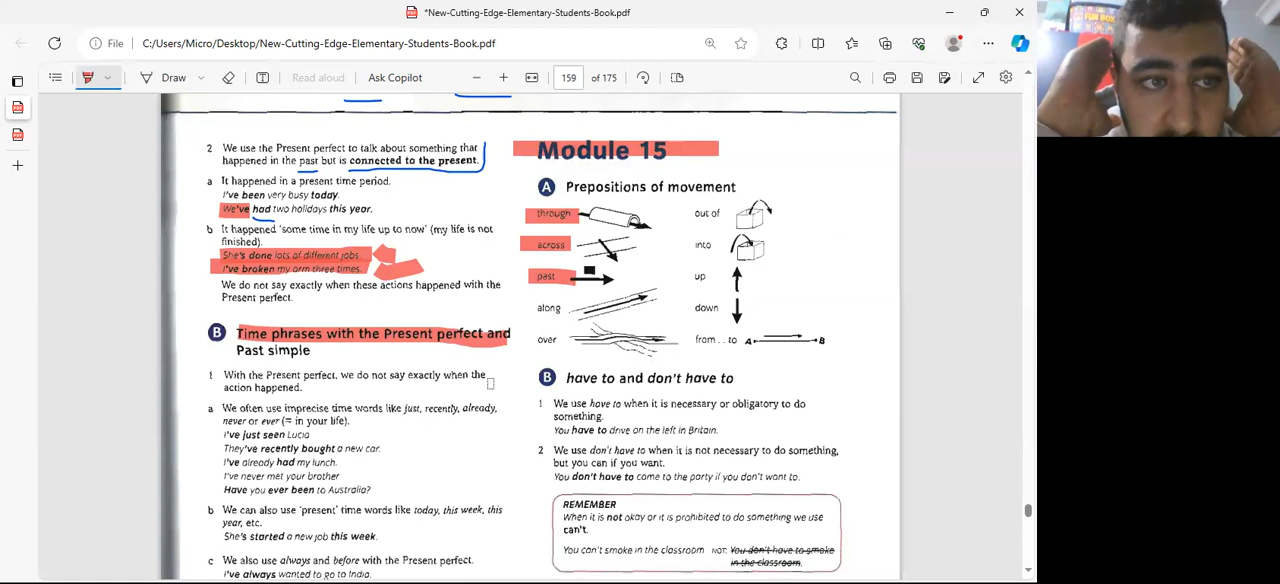 *New-Cutting-Edge-Elementary-Students-Book.pdf
File
C:/Users/Micro/Desktop/New-Cutting-Edge-Elementary-Students-Book.pdf
Draw
Read aloud
Ask Copilot
159 of 175
2 We use the Present perfect to talk about something that
happened in the past but is connected to the present.
a It happened in a present time period.
I've been very busy today.
We've had two holidays this year.
b It happened 'some time in my life up to now' (my life is not
finished).
She's done lots of different jobs.
I've broken my arm three times.
We do not say exactly when these actions happened with the
Present perfect.
B Time phrases with the Present perfect and
Past simple
1 With the Present perfect, we do not say exactly when the
action happened.
a We often use imprecise time words like just, recently, already,
never or ever (= in your life).
I've just seen Lucia
They've recently bought a new car.
I've already had my lunch.
I've never met your brother
Have you ever been to Australia?
b We can also use 'present' time words like today, this week, this
year, etc.
She's started a new job this week.
c We also use always and before with the Present perfect.
I've always wanted to go to India.
Module 15
A Prepositions of movement
through
out of
across
into
past
up
along
down
over
from . . to
A
B
B have to and don't have to
1 We use have to when it is necessary or obligatory to do
something.
You have to drive on the left in Britain.
2 We use don't have to when it is not necessary to do something,
but you can if you want.
You don't have to come to the party if you don't want to.
REMEMBER
When it is not okay or it is prohibited to do something we use
can't.
You can't smoke in the classroom NOT: You don't have to smoke
in the classroom.
FUN BOX